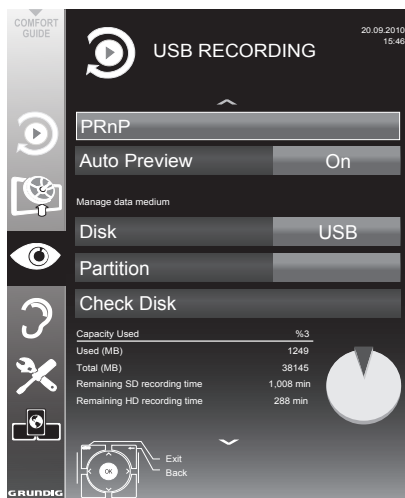 COMFORT
GUIDE
USB RECORDING
20.09.2010
15:46
PRnP
Auto Preview On
Manage data medium
Disk USB
Partition
Check Disk
Capacity Used %3
Used (MB) 1249
Total (MB) 38145
Remaining SD recording time 1,008 min
Remaining HD recording time 288 min
Exit
Back
OK
GRUNDIG